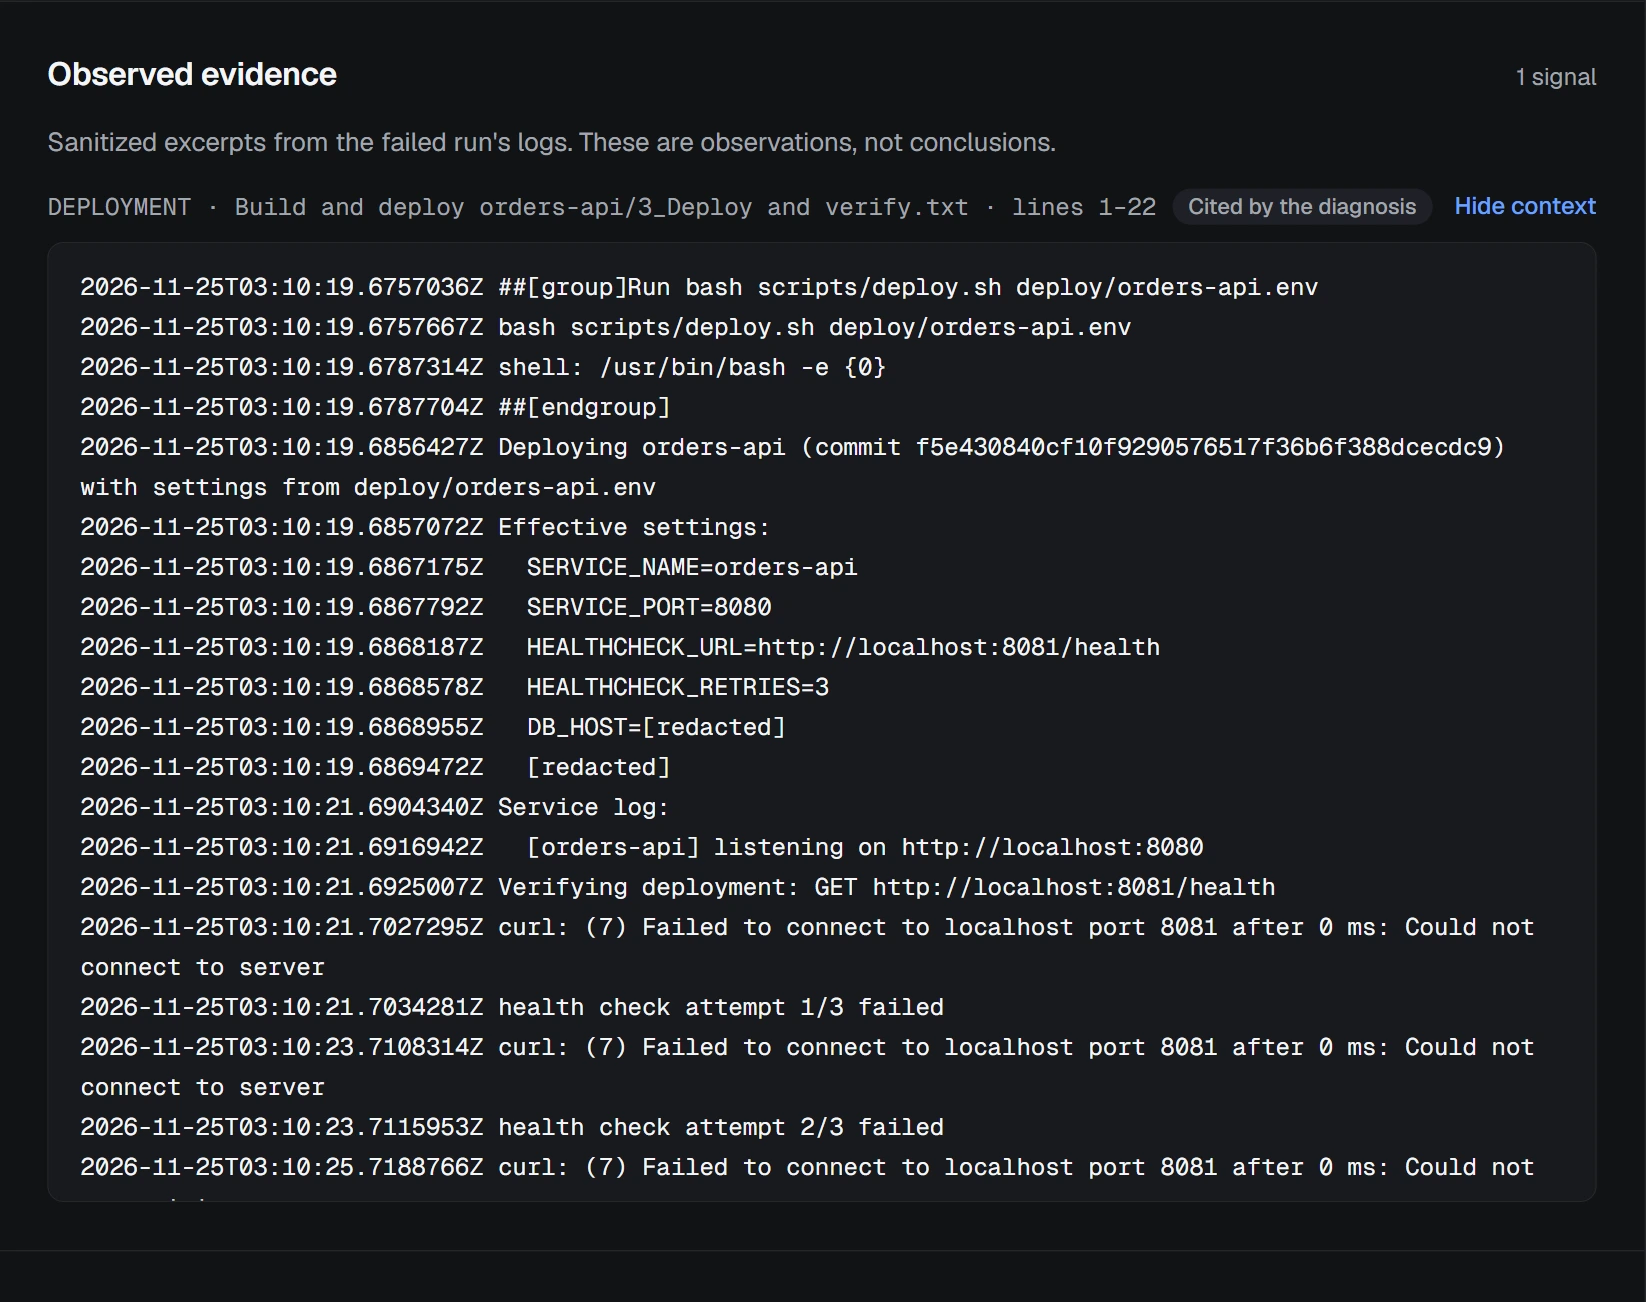 Observed evidence
1 signal
Sanitized excerpts from the failed run's logs. These are observations, not conclusions.
DEPLOYMENT · Build and deploy orders-api/3_Deploy and verify.txt · lines 1-22 Cited by the diagnosis Hide context
2026-11-25T03:10:19.6757036Z ##[group]Run bash scripts/deploy.sh deploy/orders-api.env
2026-11-25T03:10:19.6757667Z bash scripts/deploy.sh deploy/orders-api.env
2026-11-25T03:10:19.6787314Z shell: /usr/bin/bash -e {0}
2026-11-25T03:10:19.6787704Z ##[endgroup]
2026-11-25T03:10:19.6856427Z Deploying orders-api (commit f5e430840cf10f9290576517f36b6f388dcecdc9)
with settings from deploy/orders-api.env
2026-11-25T03:10:19.6857072Z Effective settings:
2026-11-25T03:10:19.6867175Z   SERVICE_NAME=orders-api
2026-11-25T03:10:19.6867792Z   SERVICE_PORT=8080
2026-11-25T03:10:19.6868187Z   HEALTHCHECK_URL=http://localhost:8081/health
2026-11-25T03:10:19.6868578Z   HEALTHCHECK_RETRIES=3
2026-11-25T03:10:19.6868955Z   DB_HOST=[redacted]
2026-11-25T03:10:19.6869472Z   [redacted]
2026-11-25T03:10:21.6904340Z Service log:
2026-11-25T03:10:21.6916942Z   [orders-api] listening on http://localhost:8080
2026-11-25T03:10:21.6925007Z Verifying deployment: GET http://localhost:8081/health
2026-11-25T03:10:21.7027295Z curl: (7) Failed to connect to localhost port 8081 after 0 ms: Could not
connect to server
2026-11-25T03:10:21.7034281Z health check attempt 1/3 failed
2026-11-25T03:10:23.7108314Z curl: (7) Failed to connect to localhost port 8081 after 0 ms: Could not
connect to server
2026-11-25T03:10:23.7115953Z health check attempt 2/3 failed
2026-11-25T03:10:25.7188766Z curl: (7) Failed to connect to localhost port 8081 after 0 ms: Could not